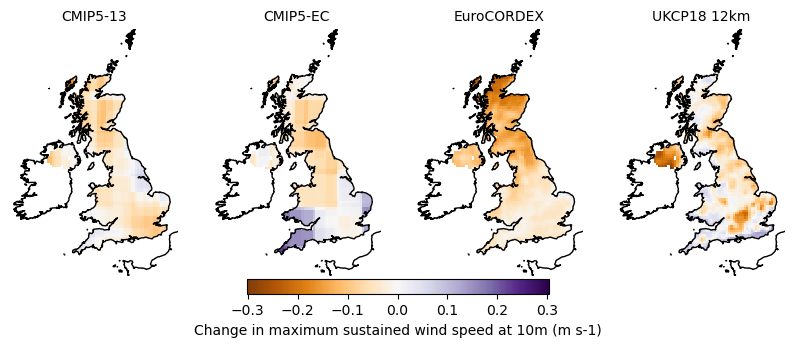 CMIP5-13 CMIP5-EC EuroCORDEX UKCP18 12km
−0.3 −0.2 −0.1 0.0 0.1 0.2 0.3
Change in maximum sustained wind speed at 10m (m s-1)